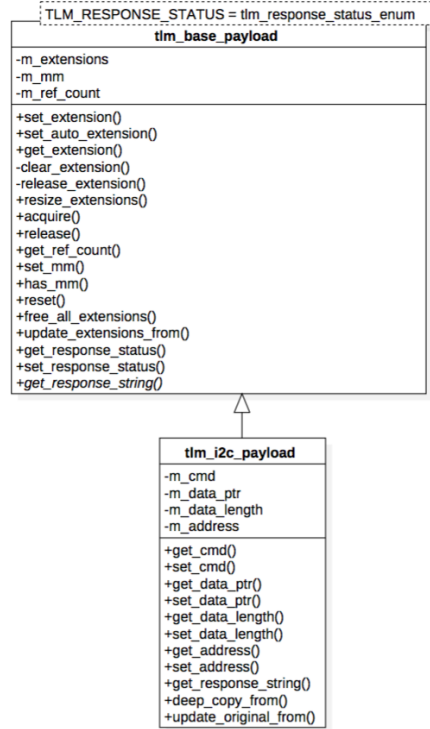 TLM_RESPONSE_STATUS = tlm_response_status_enum
tlm_base_payload
-m_extensions
-m_mm
-m_ref_count
+set_extension()
+set_auto_extension()
+get_extension()
-clear_extension()
-release_extension()
+resize_extensions()
+acquire()
+release()
+get_ref_count()
+set_mm()
+has_mm()
+reset()
+free_all_extensions()
+update_extensions_from()
+get_response_status()
+set_response_status()
+get_response_string()
tlm_i2c_payload
-m_cmd
-m_data_ptr
-m_data_length
-m_address
+get_cmd()
+set_cmd()
+get_data_ptr()
+set_data_ptr()
+get_data_length()
+set_data_length()
+get_address()
+set_address()
+get_response_string()
+deep_copy_from()
+update_original_from()